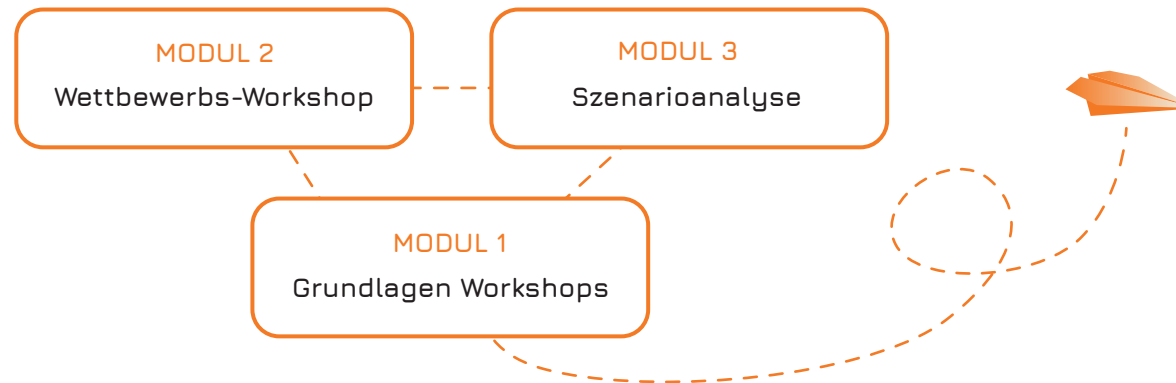 MODUL 2
Wettbewerbs-Workshop
MODUL 3
Szenarioanalyse
MODUL 1
Grundlagen Workshops